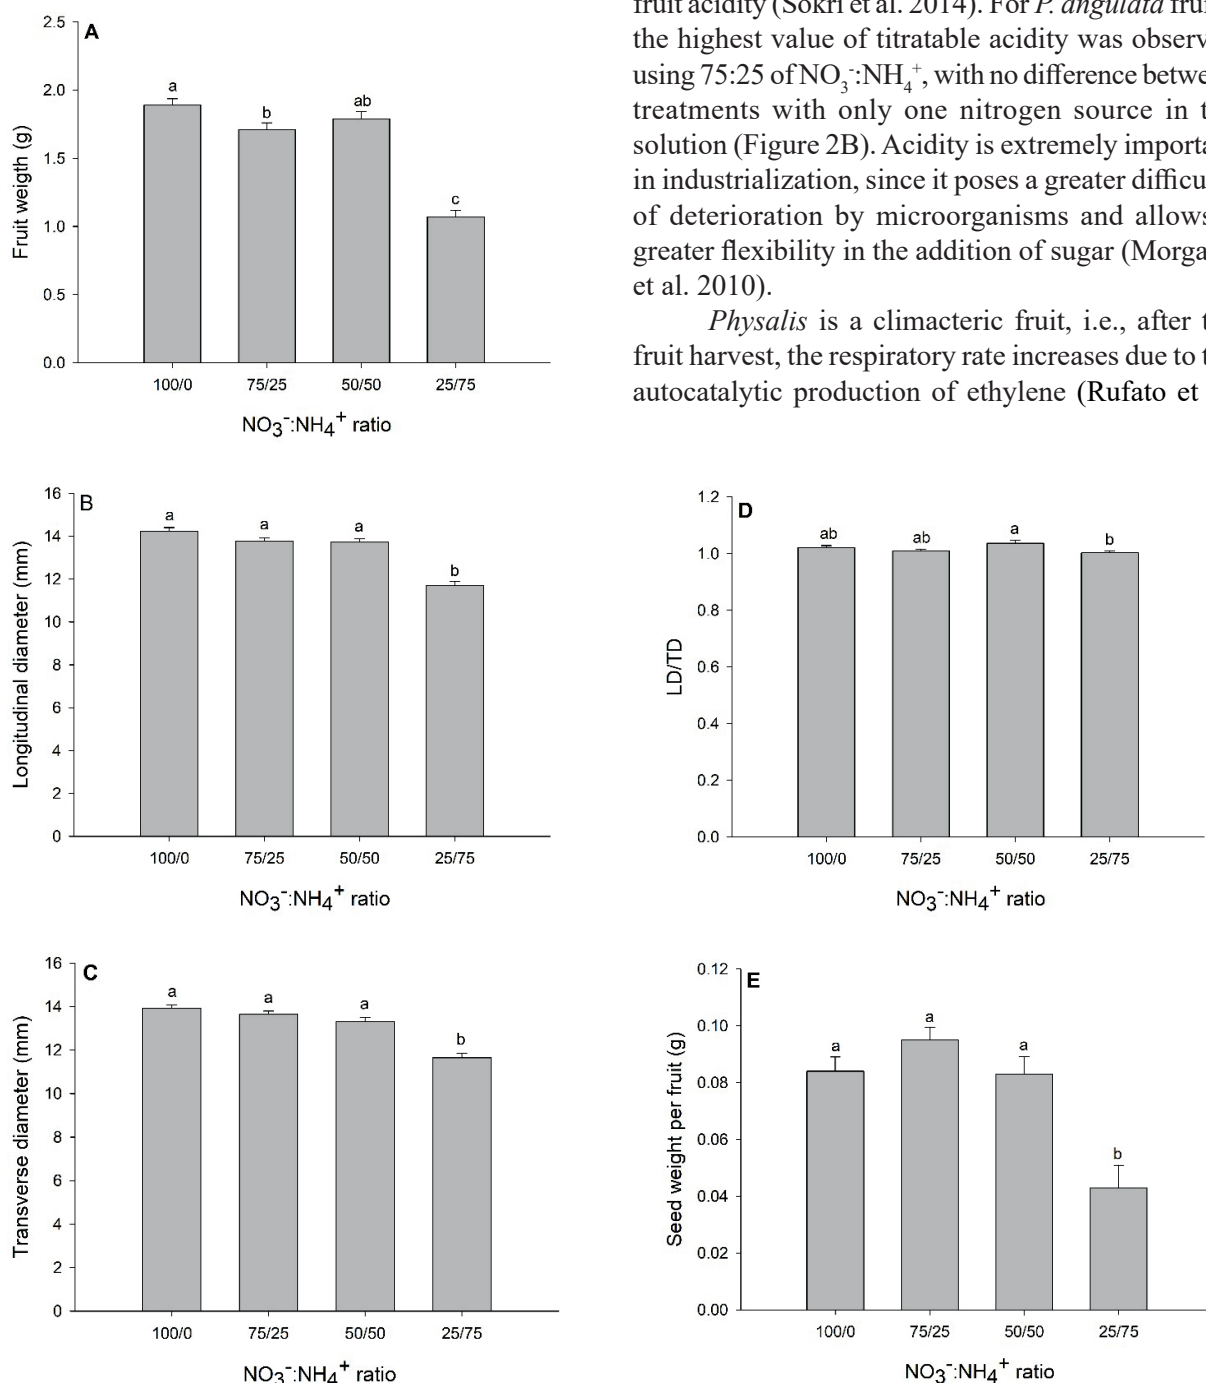 A
Fruit weigth (g)
2.5
2.0
1.5
1.0
0.5
0.0
a
b
ab
c
100/0 75/25 50/50 25/75
NO3-:NH4+ ratio
fruit acidity (Sokri et al. 2014). For P. angulata
the highest value of titratable acidity was
using 75:25 of NO3-:NH4+, with no difference
treatments with only one nitrogen source in
solution (Figure 2B). Acidity is extremely
in industrialization, since it poses a greater
of deterioration by microorganisms and allows
greater flexibility in the addition of sugar
et al. 2010).
Physalis is a climacteric fruit, i.e., after
fruit harvest, the respiratory rate increases due to
autocatalytic production of ethylene (Rufato et
B
Longitudinal diameter (mm)
16
14
12
10
8
6
4
2
0
a
a
a
b
100/0 75/25 50/50 25/75
NO3-:NH4+ ratio
D
LD/TD
1.2
1.0
0.8
0.6
0.4
0.2
0.0
ab
ab
a
b
100/0 75/25 50/50 25/75
NO3-:NH4+ ratio
C
Transverse diameter (mm)
16
14
12
10
8
6
4
2
0
a
a
a
b
100/0 75/25 50/50 25/75
NO3-:NH4+ ratio
E
Seed weight per fruit (g)
0.12
0.10
0.08
0.06
0.04
0.02
0.00
a
a
a
b
100/0 75/25 50/50 25/75
NO3-:NH4+ ratio